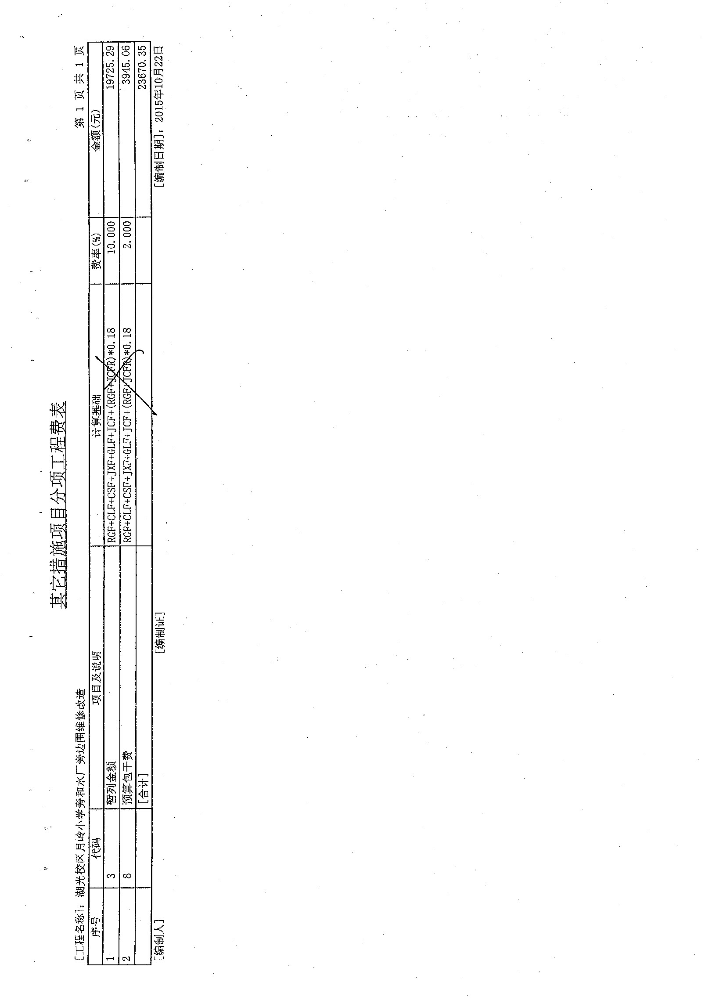 其它措施项目分项工程费表
[工程名称]: 湖光校区月岭小学旁和水厂旁边围维修改造 第 1 页 共 1 页
序号 代码 项目及说明 计算基础 费率(%) 金额(元)
1 3 暂列金额 RGF+CLF+CSF+JXF+GLF+JCF+(RGF+JCFR)*0.18 10.000 19725.29
2 8 预算包干费 RGF+CLF+CSF+JXF+GLF+JCF+(RGF+JCFR)*0.18 2.000 3945.06
[合计] 23670.35
[编制人] [编制证] [编制日期]: 2015年10月22日